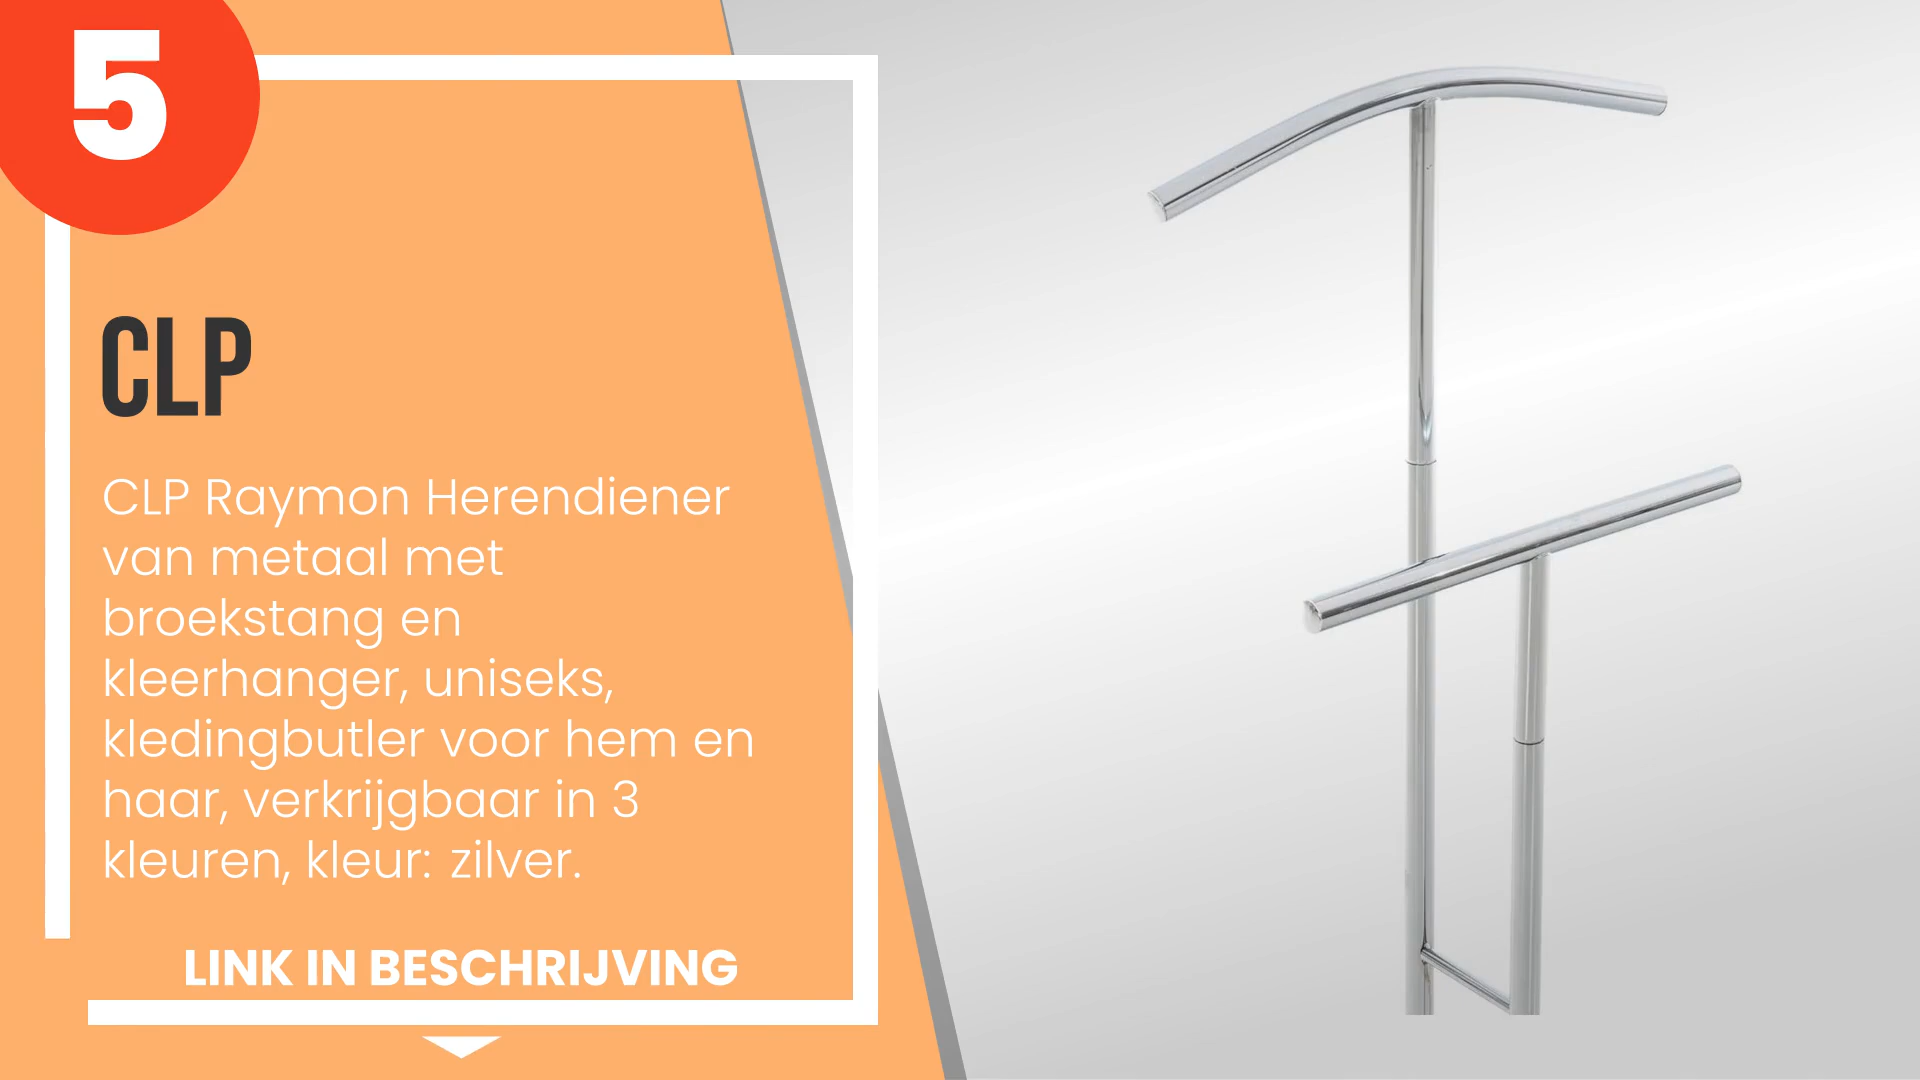 5
CLP
CLP Raymon Herendiener
van metaal met
broekstang en
kleerhanger, uniseks,
kledingbutler voor hem en
haar, verkrijgbaar in 3
kleuren, kleur: zilver.
LINK IN BESCHRIJVING